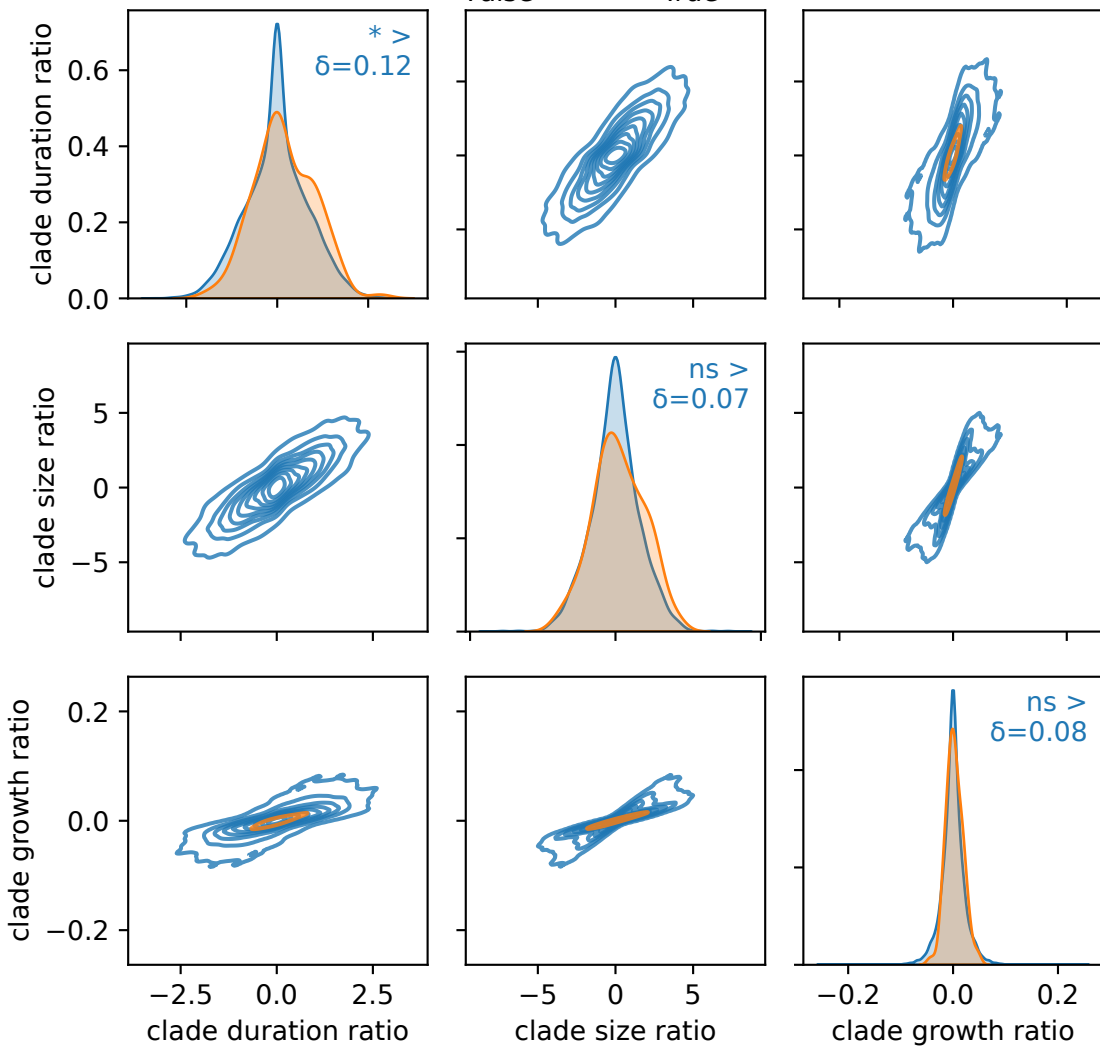 clade duration ratio
0.6
0.4
0.2
0.0
* >
δ=0.12
clade size ratio
5
0
−5
ns >
δ=0.07
clade growth ratio
0.2
0.0
−0.2
ns >
δ=0.08
−2.5 0.0 2.5
−5 0 5
−0.2 0.0 0.2
clade duration ratio
clade size ratio
clade growth ratio